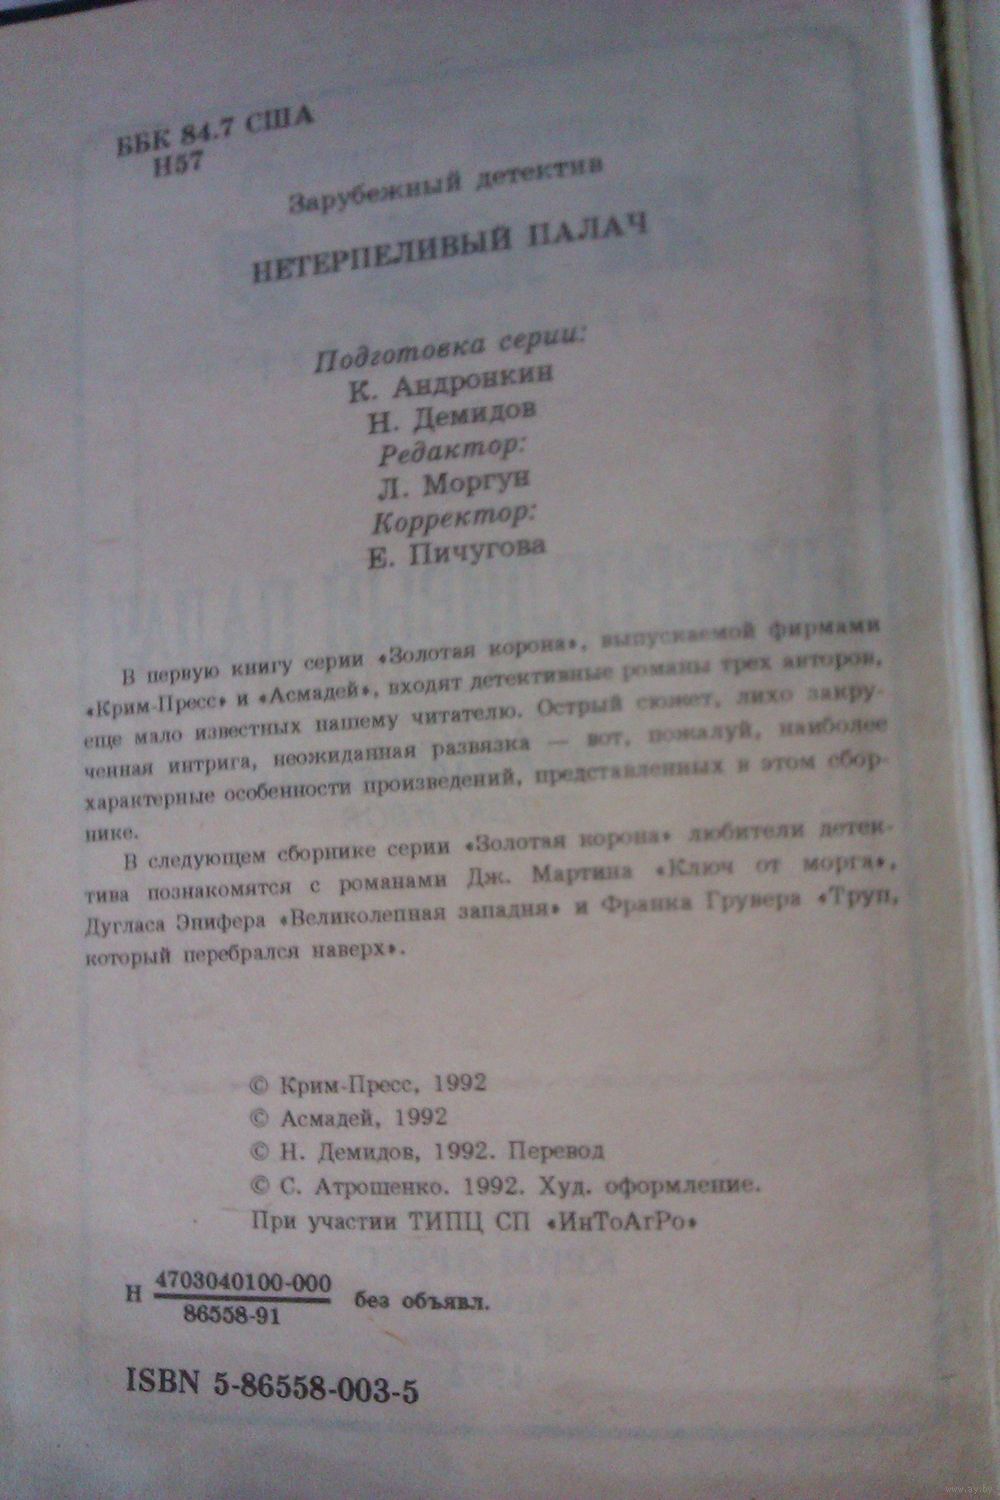 ББК 84.7 США
Н57
Зарубежный детектив
НЕТЕРПЕЛИВЫЙ ПАЛАЧ
Подготовка серии:
К. Андронкин
Н. Демидов
Редактор:
Л. Моргун
Корректор:
Е. Пичугова
В первую книгу серии «Золотая корона», выпускаемой фирмами
«Крим-Пресс» и «Асмадей», входят детективные романы трех авторов,
еще мало известных нашему читателю. Острый сюжет, лихо закру-
ченная интрига, неожиданная развязка — вот, пожалуй, наиболее
характерные особенности произведений, представленных в этом сбор-
нике.
В следующем сборнике серии «Золотая корона» любители детек-
тива познакомятся с романами Дж. Мартина «Ключ от морга»,
Дугласа Энифера «Великолепная западня» и Франка Грувера «Труп,
который перебрался наверх».
© Крим-Пресс, 1992
© Асмадей, 1992
© Н. Демидов, 1992. Перевод
© С. Атрошенко. 1992. Худ. оформление.
При участии ТИПЦ СП «ИнТоАгРо»
Н 4703040100-000
86558-91 без объявл.
ISBN 5-86558-003-5
www.ay.by